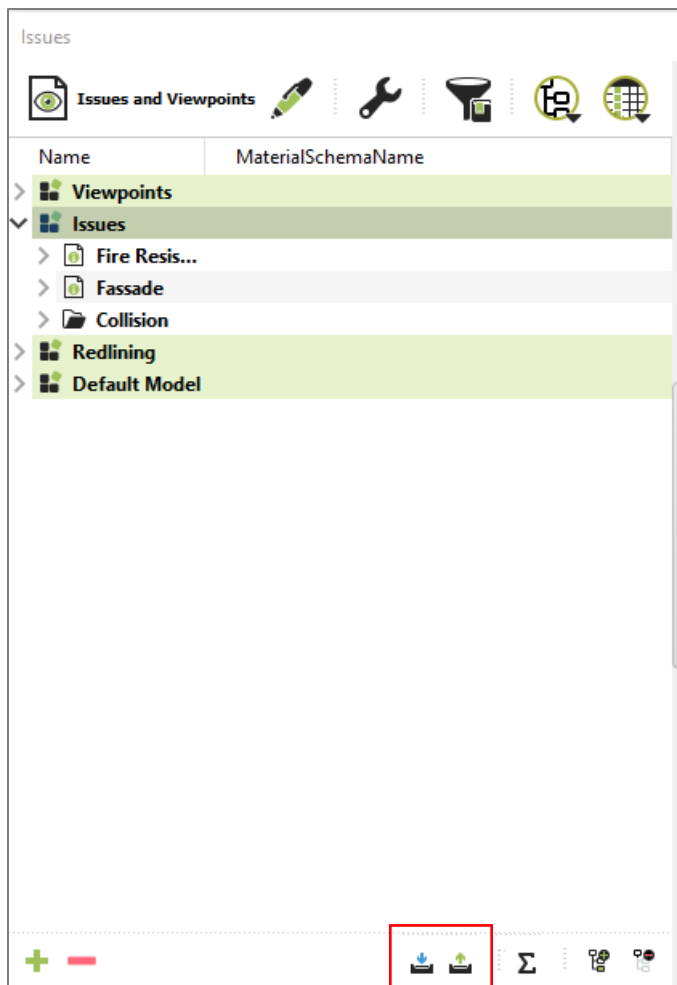 Issues
Issues and Viewpoints
Name MaterialSchemaName
Viewpoints
Issues
Fire Resis...
Fassade
Collision
Redlining
Default Model
Σ